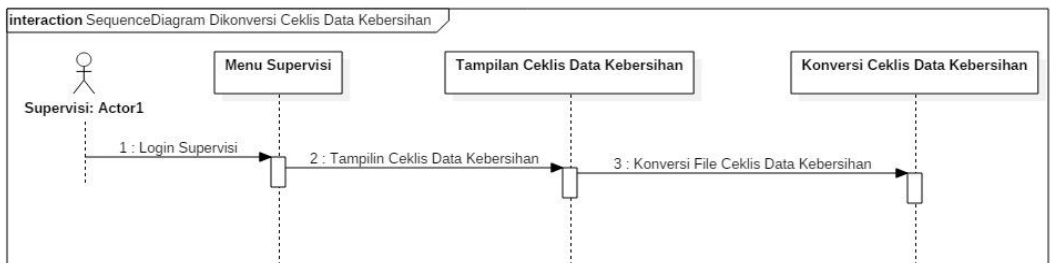 interaction SequenceDiagram Dikonversi Ceklis Data Kebersihan
Menu Supervisi
Tampilan Ceklis Data Kebersihan
Konversi Ceklis Data Kebersihan
Supervisi: Actor1
1 : Login Supervisi
2 : Tampilin Ceklis Data Kebersihan
3 : Konversi File Ceklis Data Kebersihan